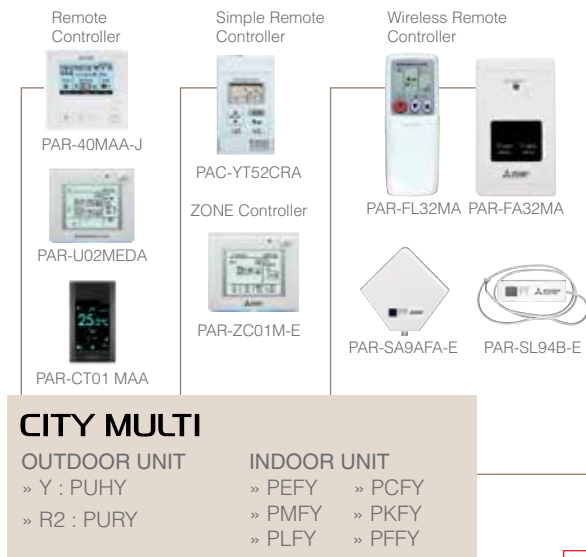 Remote
Controller
Simple Remote
Controller
Wireless Remote
Controller
PAR-40MAA-J
PAC-YT52CRA
PAR-FL32MA PAR-FA32MA
PAR-U02MEDA
ZONE Controller
PAR-ZC01M-E
PAR-SA9AFA-E
PAR-SL94B-E
25.0
PAR-CT01 MAA
CITY MULTI
OUTDOOR UNIT
» Y : PUHY
» R2 : PURY
INDOOR UNIT
» PEFY » PCFY
» PMFY » PKFY
» PLFY » PFFY